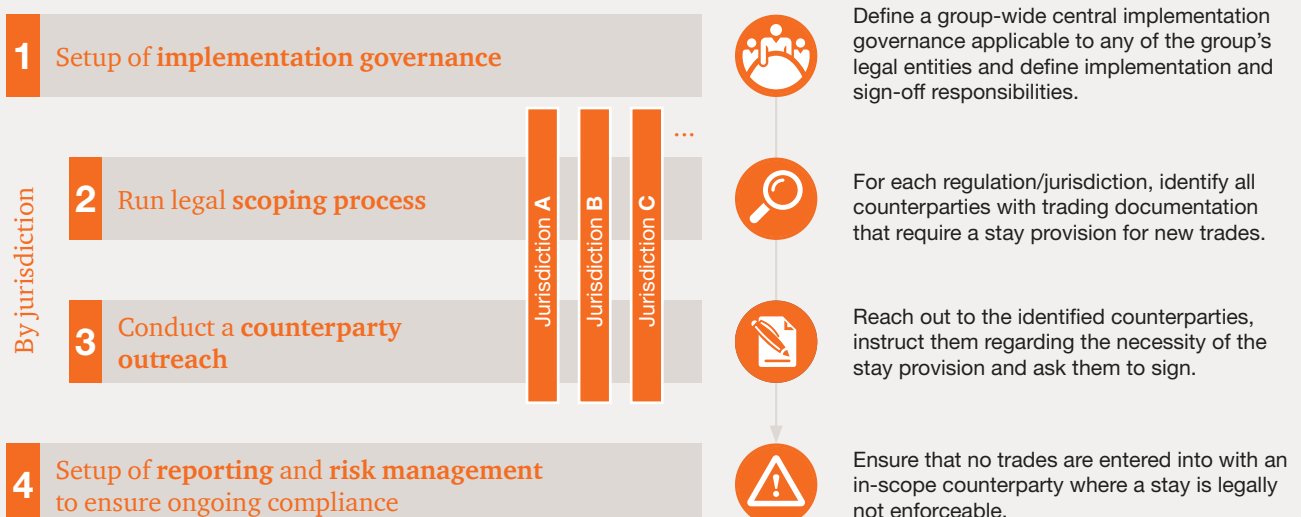 1 Setup of implementation governance
Define a group-wide central implementation
governance applicable to any of the group's
legal entities and define implementation and
sign-off responsibilities.
By jurisdiction
Jurisdiction A
Jurisdiction B
Jurisdiction C
...
2 Run legal scoping process
For each regulation/jurisdiction, identify all
counterparties with trading documentation
that require a stay provision for new trades.
3 Conduct a counterparty
outreach
Reach out to the identified counterparties,
instruct them regarding the necessity of the
stay provision and ask them to sign.
4 Setup of reporting and risk management
to ensure ongoing compliance
Ensure that no trades are entered into with an
in-scope counterparty where a stay is legally
not enforceable.